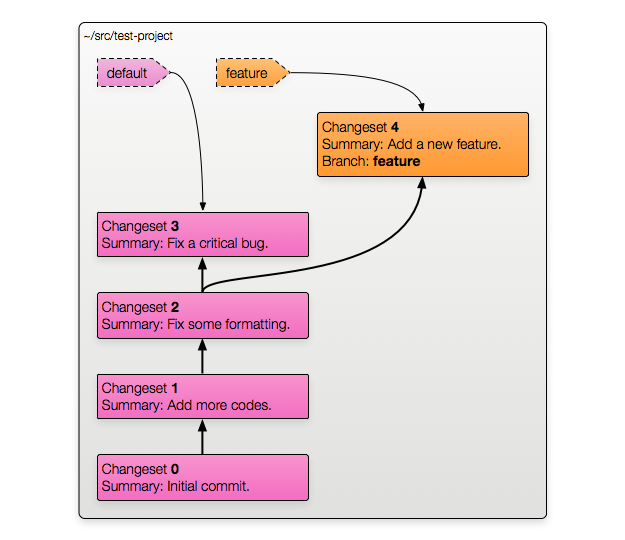 ~/src/test-project
default
feature
Changeset 4
Summary: Add a new feature.
Branch: feature
Changeset 3
Summary: Fix a critical bug.
Changeset 2
Summary: Fix some formatting.
Changeset 1
Summary: Add more codes.
Changeset 0
Summary: Initial commit.